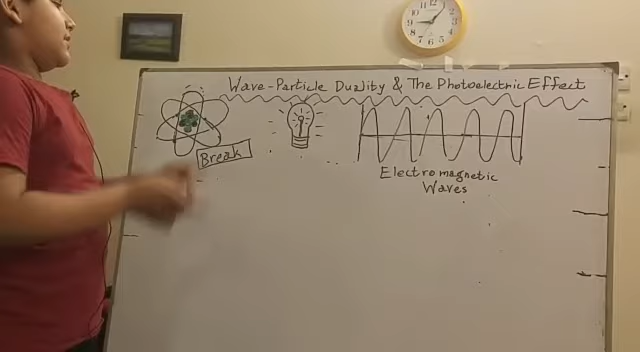 Wave-Particle Duality & The Photoelectric Effect
Break
Electromagnetic
Waves